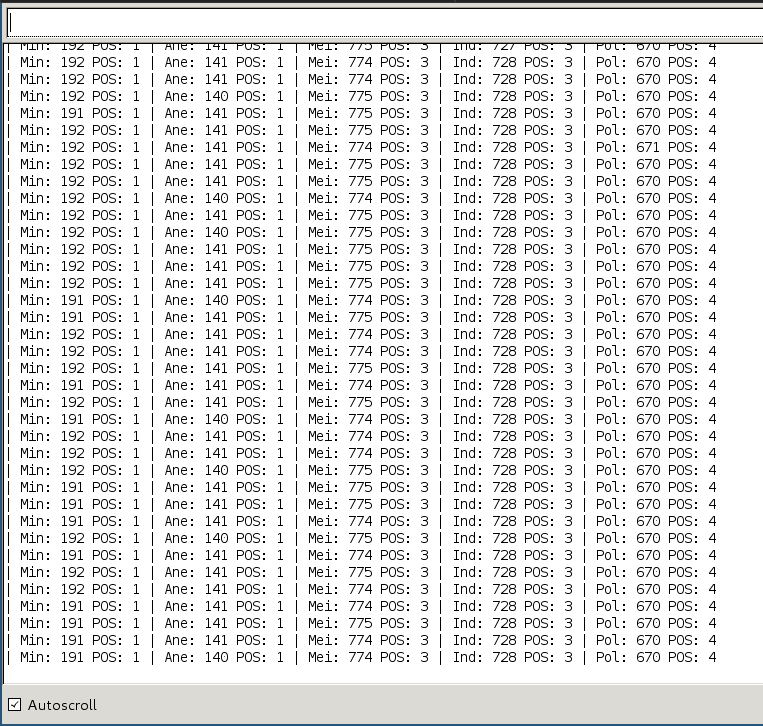 | Min: 192 POS: 1 | Ane: 141 POS: 1 | Mei: 775 POS: 3 | Ind: 727 POS: 3 | Pol: 670 POS: 4
| Min: 192 POS: 1 | Ane: 141 POS: 1 | Mei: 774 POS: 3 | Ind: 728 POS: 3 | Pol: 670 POS: 4
| Min: 192 POS: 1 | Ane: 141 POS: 1 | Mei: 774 POS: 3 | Ind: 728 POS: 3 | Pol: 670 POS: 4
| Min: 192 POS: 1 | Ane: 140 POS: 1 | Mei: 775 POS: 3 | Ind: 728 POS: 3 | Pol: 670 POS: 4
| Min: 191 POS: 1 | Ane: 141 POS: 1 | Mei: 775 POS: 3 | Ind: 728 POS: 3 | Pol: 670 POS: 4
| Min: 192 POS: 1 | Ane: 141 POS: 1 | Mei: 775 POS: 3 | Ind: 728 POS: 3 | Pol: 670 POS: 4
| Min: 192 POS: 1 | Ane: 141 POS: 1 | Mei: 774 POS: 3 | Ind: 728 POS: 3 | Pol: 671 POS: 4
| Min: 192 POS: 1 | Ane: 141 POS: 1 | Mei: 775 POS: 3 | Ind: 728 POS: 3 | Pol: 670 POS: 4
| Min: 192 POS: 1 | Ane: 141 POS: 1 | Mei: 775 POS: 3 | Ind: 728 POS: 3 | Pol: 670 POS: 4
| Min: 192 POS: 1 | Ane: 140 POS: 1 | Mei: 774 POS: 3 | Ind: 728 POS: 3 | Pol: 670 POS: 4
| Min: 192 POS: 1 | Ane: 141 POS: 1 | Mei: 775 POS: 3 | Ind: 728 POS: 3 | Pol: 670 POS: 4
| Min: 192 POS: 1 | Ane: 140 POS: 1 | Mei: 775 POS: 3 | Ind: 728 POS: 3 | Pol: 670 POS: 4
| Min: 192 POS: 1 | Ane: 141 POS: 1 | Mei: 775 POS: 3 | Ind: 728 POS: 3 | Pol: 670 POS: 4
| Min: 192 POS: 1 | Ane: 141 POS: 1 | Mei: 775 POS: 3 | Ind: 728 POS: 3 | Pol: 670 POS: 4
| Min: 192 POS: 1 | Ane: 141 POS: 1 | Mei: 775 POS: 3 | Ind: 728 POS: 3 | Pol: 670 POS: 4
| Min: 191 POS: 1 | Ane: 140 POS: 1 | Mei: 774 POS: 3 | Ind: 728 POS: 3 | Pol: 670 POS: 4
| Min: 191 POS: 1 | Ane: 141 POS: 1 | Mei: 775 POS: 3 | Ind: 728 POS: 3 | Pol: 670 POS: 4
| Min: 192 POS: 1 | Ane: 141 POS: 1 | Mei: 774 POS: 3 | Ind: 728 POS: 3 | Pol: 670 POS: 4
| Min: 192 POS: 1 | Ane: 141 POS: 1 | Mei: 774 POS: 3 | Ind: 728 POS: 3 | Pol: 670 POS: 4
| Min: 192 POS: 1 | Ane: 141 POS: 1 | Mei: 775 POS: 3 | Ind: 728 POS: 3 | Pol: 670 POS: 4
| Min: 191 POS: 1 | Ane: 141 POS: 1 | Mei: 774 POS: 3 | Ind: 728 POS: 3 | Pol: 670 POS: 4
| Min: 192 POS: 1 | Ane: 141 POS: 1 | Mei: 775 POS: 3 | Ind: 728 POS: 3 | Pol: 670 POS: 4
| Min: 191 POS: 1 | Ane: 140 POS: 1 | Mei: 774 POS: 3 | Ind: 728 POS: 3 | Pol: 670 POS: 4
| Min: 192 POS: 1 | Ane: 141 POS: 1 | Mei: 774 POS: 3 | Ind: 728 POS: 3 | Pol: 670 POS: 4
| Min: 192 POS: 1 | Ane: 141 POS: 1 | Mei: 774 POS: 3 | Ind: 728 POS: 3 | Pol: 670 POS: 4
| Min: 192 POS: 1 | Ane: 140 POS: 1 | Mei: 775 POS: 3 | Ind: 728 POS: 3 | Pol: 670 POS: 4
| Min: 191 POS: 1 | Ane: 141 POS: 1 | Mei: 775 POS: 3 | Ind: 728 POS: 3 | Pol: 670 POS: 4
| Min: 191 POS: 1 | Ane: 141 POS: 1 | Mei: 775 POS: 3 | Ind: 728 POS: 3 | Pol: 670 POS: 4
| Min: 191 POS: 1 | Ane: 141 POS: 1 | Mei: 774 POS: 3 | Ind: 728 POS: 3 | Pol: 670 POS: 4
| Min: 192 POS: 1 | Ane: 140 POS: 1 | Mei: 775 POS: 3 | Ind: 728 POS: 3 | Pol: 670 POS: 4
| Min: 191 POS: 1 | Ane: 141 POS: 1 | Mei: 774 POS: 3 | Ind: 728 POS: 3 | Pol: 670 POS: 4
| Min: 192 POS: 1 | Ane: 141 POS: 1 | Mei: 775 POS: 3 | Ind: 728 POS: 3 | Pol: 670 POS: 4
| Min: 192 POS: 1 | Ane: 141 POS: 1 | Mei: 774 POS: 3 | Ind: 728 POS: 3 | Pol: 670 POS: 4
| Min: 191 POS: 1 | Ane: 141 POS: 1 | Mei: 774 POS: 3 | Ind: 728 POS: 3 | Pol: 670 POS: 4
| Min: 191 POS: 1 | Ane: 141 POS: 1 | Mei: 775 POS: 3 | Ind: 728 POS: 3 | Pol: 670 POS: 4
| Min: 191 POS: 1 | Ane: 141 POS: 1 | Mei: 774 POS: 3 | Ind: 728 POS: 3 | Pol: 670 POS: 4
| Min: 191 POS: 1 | Ane: 140 POS: 1 | Mei: 774 POS: 3 | Ind: 728 POS: 3 | Pol: 670 POS: 4
Autoscroll